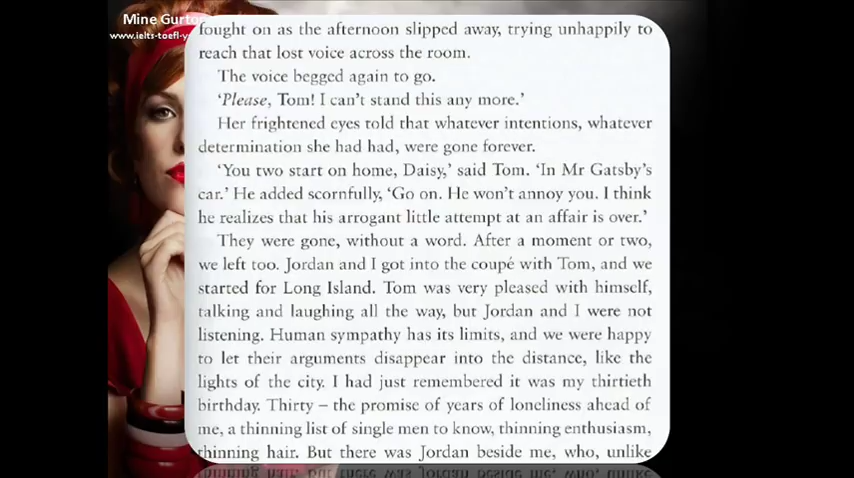 Mine Gurto
www.ielts-toefl-y
fought on as the afternoon slipped away, trying unhappily to
reach that lost voice across the room.
The voice begged again to go.
‘Please, Tom! I can’t stand this any more.’
Her frightened eyes told that whatever intentions, whatever
determination she had had, were gone forever.
‘You two start on home, Daisy,’ said Tom. ‘In Mr Gatsby’s
car.’ He added scornfully, ‘Go on. He won’t annoy you. I think
he realizes that his arrogant little attempt at an affair is over.’
They were gone, without a word. After a moment or two,
we left too. Jordan and I got into the coupé with Tom, and we
started for Long Island. Tom was very pleased with himself,
talking and laughing all the way, but Jordan and I were not
listening. Human sympathy has its limits, and we were happy
to let their arguments disappear into the distance, like the
lights of the city. I had just remembered it was my thirtieth
birthday. Thirty – the promise of years of loneliness ahead of
me, a thinning list of single men to know, thinning enthusiasm,
thinning hair. But there was Jordan beside me, who, unlike